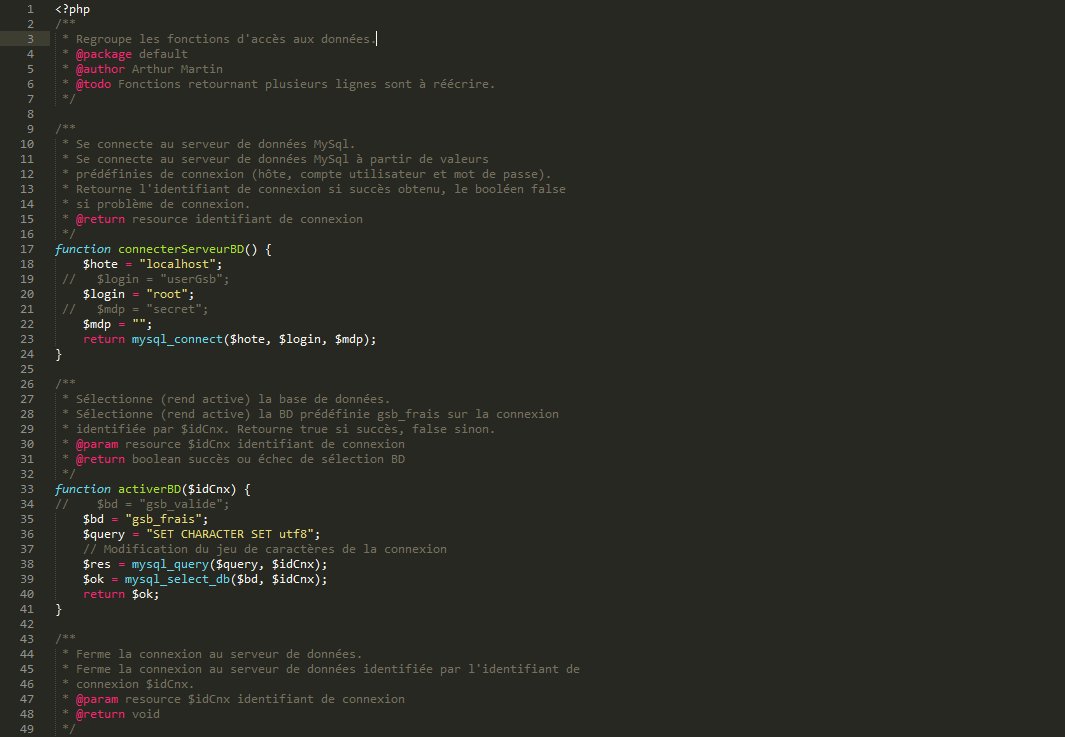 1 <?php
2 /**
3  * Regroupe les fonctions d'accès aux données.
4  * @package default
5  * @author Arthur Martin
6  * @todo Fonctions retournant plusieurs lignes sont à réécrire.
7  */
8
9 /**
10  * Se connecte au serveur de données MySql.
11  * Se connecte au serveur de données MySql à partir de valeurs
12  * prédéfinies de connexion (hôte, compte utilisateur et mot de passe).
13  * Retourne l'identifiant de connexion si succès obtenu, le booléen false
14  * si problème de connexion.
15  * @return resource identifiant de connexion
16  */
17 function connecterServeurBD() {
18     $hote = "localhost";
19  //   $login = "userGsb";
20     $login = "root";
21  //   $mdp = "secret";
22     $mdp = "";
23     return mysql_connect($hote, $login, $mdp);
24 }
25
26 /**
27  * Sélectionne (rend active) la base de données.
28  * Sélectionne (rend active) la BD prédéfinie gsb_frais sur la connexion
29  * identifiée par $idCnx. Retourne true si succès, false sinon.
30  * @param resource $idCnx identifiant de connexion
31  * @return boolean succès ou échec de sélection BD
32  */
33 function activerBD($idCnx) {
34 //    $bd = "gsb_valide";
35     $bd = "gsb_frais";
36     $query = "SET CHARACTER SET utf8";
37     // Modification du jeu de caractères de la connexion
38     $res = mysql_query($query, $idCnx);
39     $ok = mysql_select_db($bd, $idCnx);
40     return $ok;
41 }
42
43 /**
44  * Ferme la connexion au serveur de données.
45  * Ferme la connexion au serveur de données identifiée par l'identifiant de
46  * connexion $idCnx.
47  * @param resource $idCnx identifiant de connexion
48  * @return void
49  */